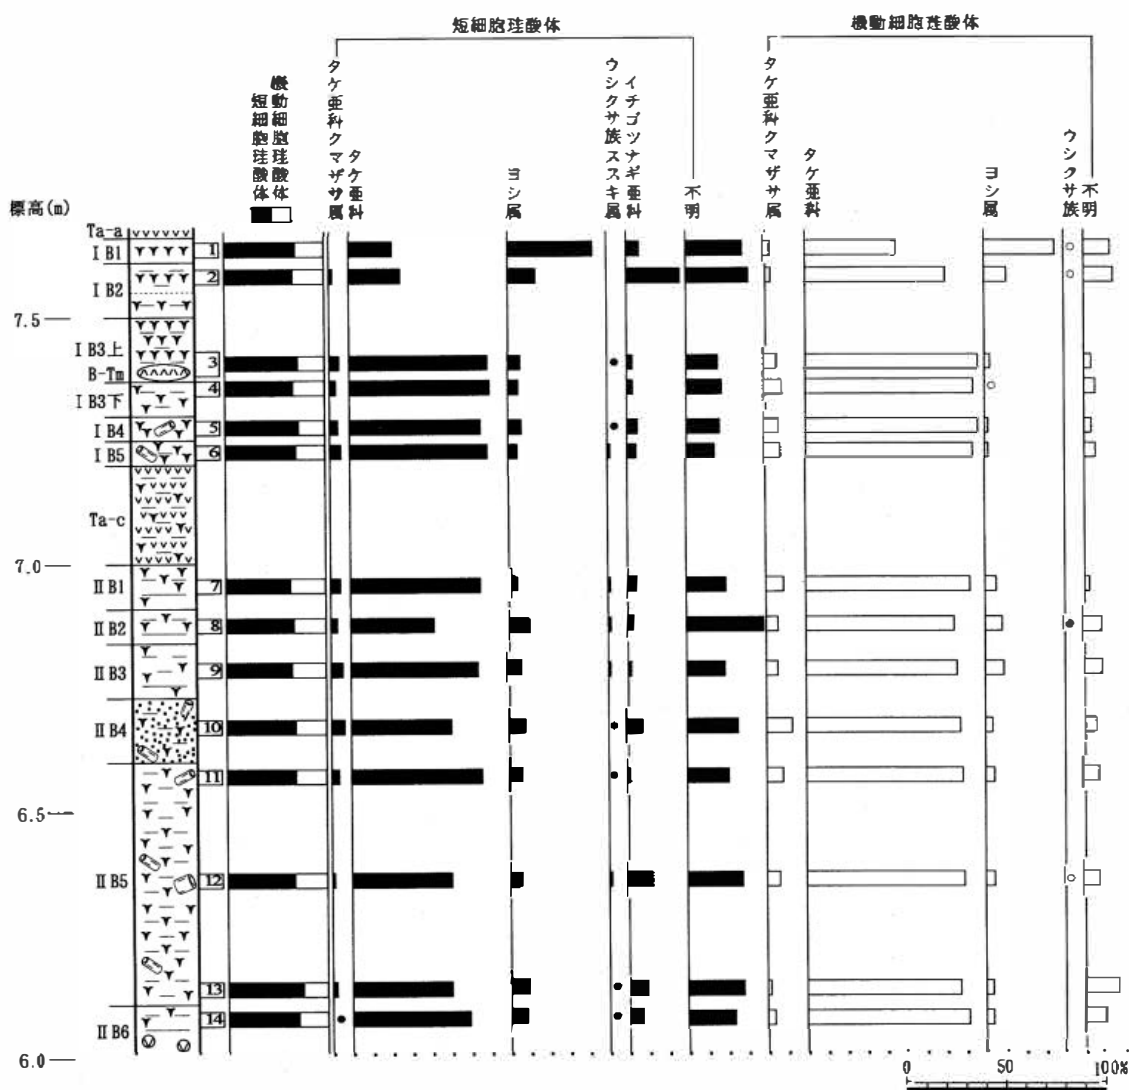 短細胞珪酸体
機動細胞珪酸体
機動細胞珪酸体
短細胞珪酸体
タケ亜科クマザサ属
タケ亜科
ヨシ属
ウシクサ族ススキ属
イチゴツナギ亜科
不明
タケ亜科クマザサ属
タケ亜科
ヨシ属
ウシクサ族
不明
標高(m)
Ta-a
I B1
1
I B2
2
7.5
I B3上
3
B-Tm
4
I B3下
I B4
5
I B5
6
Ta-c
7.0
II B1
7
II B2
8
II B3
9
II B4
10
11
6.5
II B5
12
13
II B6
14
6.0
0 50 100%